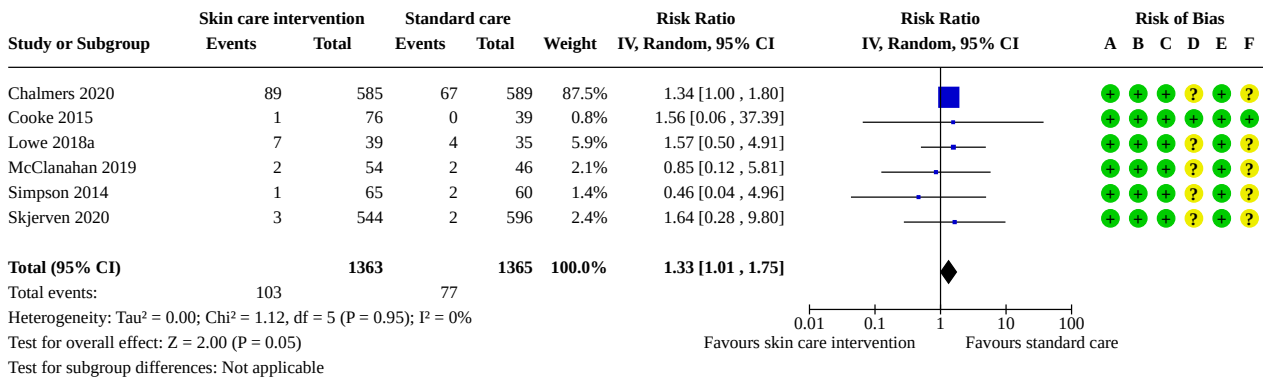 Skin care intervention Standard care Risk Ratio Risk Ratio Risk of Bias
Study or Subgroup Events Total Events Total Weight IV, Random, 95% CI IV, Random, 95% CI A B C D E F
Chalmers 2020 89 585 67 589 87.5% 1.34 [1.00 , 1.80] + + + ? + ?
Cooke 2015 1 76 0 39 0.8% 1.56 [0.06 , 37.39] + + + + + +
Lowe 2018a 7 39 4 35 5.9% 1.57 [0.50 , 4.91] + + + ? + ?
McClanahan 2019 2 54 2 46 2.1% 0.85 [0.12 , 5.81] + + + ? + ?
Simpson 2014 1 65 2 60 1.4% 0.46 [0.04 , 4.96] + + + ? + ?
Skjerven 2020 3 544 2 596 2.4% 1.64 [0.28 , 9.80] + + + ? + ?
Total (95% CI) 1363 1365 100.0% 1.33 [1.01 , 1.75]
Total events: 103 77
Heterogeneity: Tau² = 0.00; Chi² = 1.12, df = 5 (P = 0.95); I² = 0%
0.01 0.1 1 10 100
Test for overall effect: Z = 2.00 (P = 0.05) Favours skin care intervention Favours standard care
Test for subgroup differences: Not applicable